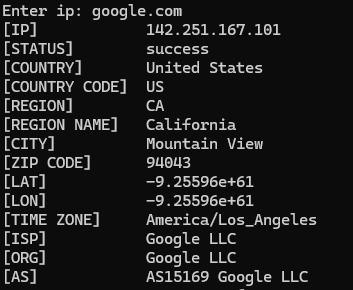 Enter ip: google.com
[IP] 142.251.167.101
[STATUS] success
[COUNTRY] United States
[COUNTRY CODE] US
[REGION] CA
[REGION NAME] California
[CITY] Mountain View
[ZIP CODE] 94043
[LAT] -9.25596e+61
[LON] -9.25596e+61
[TIME ZONE] America/Los_Angeles
[ISP] Google LLC
[ORG] Google LLC
[AS] AS15169 Google LLC